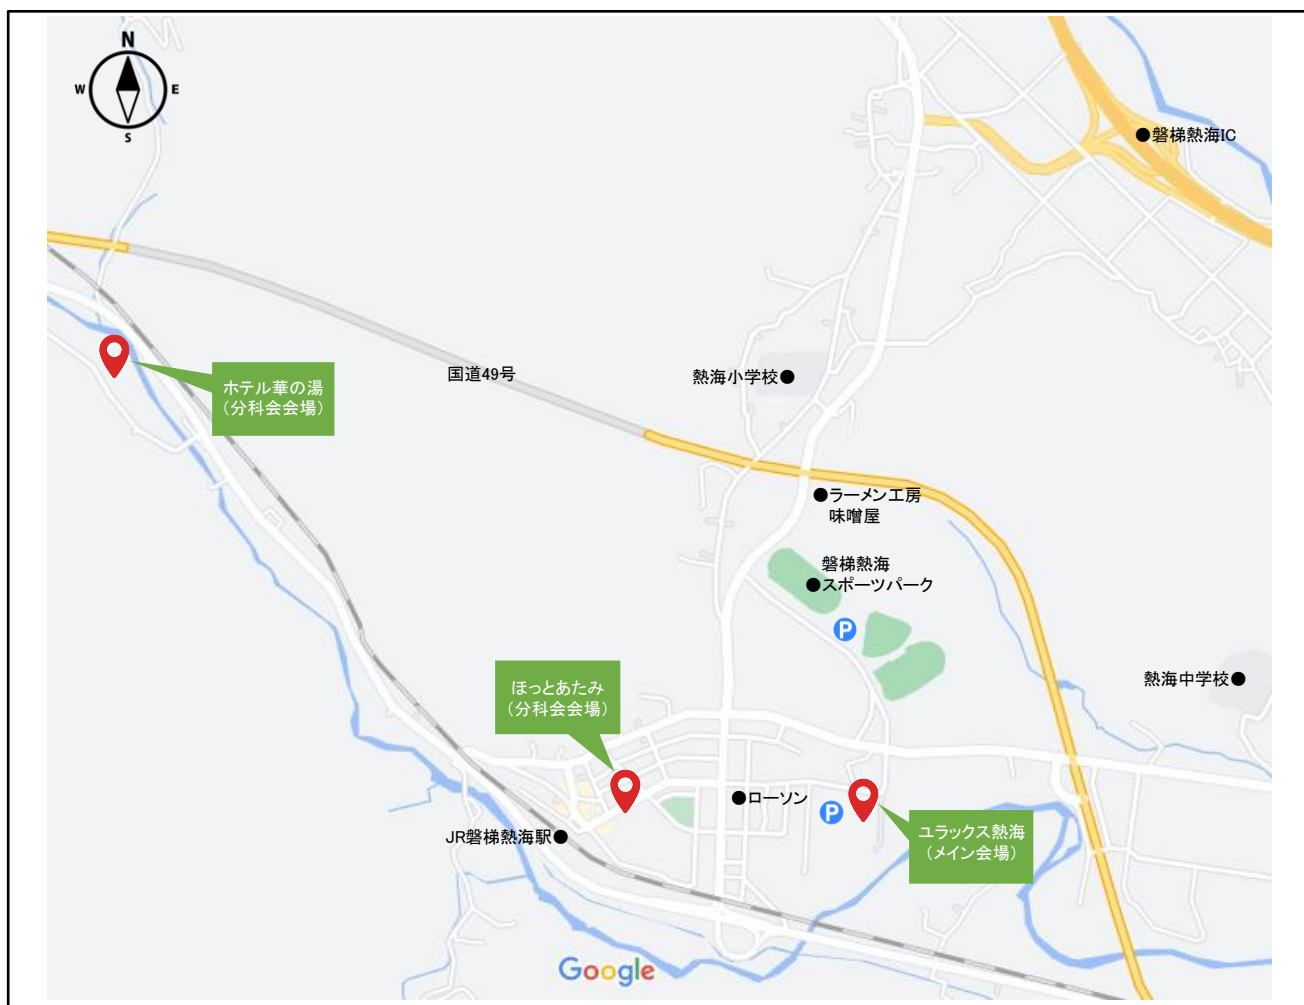 N
W
E
S
●磐梯熱海IC
ホテル華の湯
（分科会会場）
国道49号
熱海小学校●
●ラーメン工房
味噌屋
磐梯熱海
●スポーツパーク
P
ほっとあたみ
（分科会会場）
熱海中学校●
●ローソン
P
JR磐梯熱海駅●
ユラックス熱海
（メイン会場）
Google